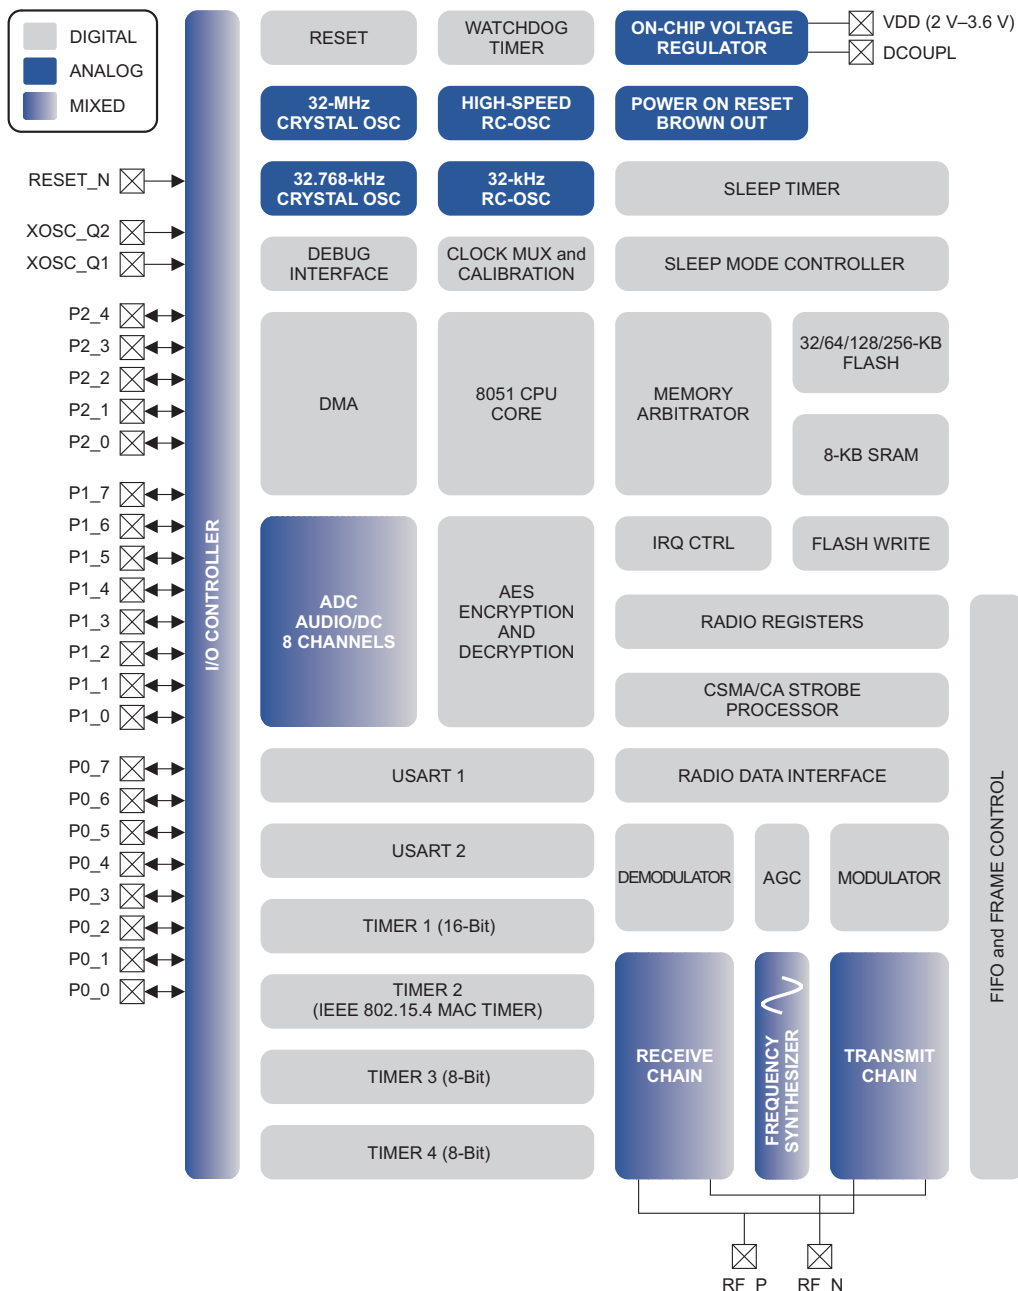 DIGITAL
ANALOG
MIXED
RESET
WATCHDOG
TIMER
ON-CHIP VOLTAGE
REGULATOR
VDD (2 V–3.6 V)
DCOUPL
32-MHz
CRYSTAL OSC
HIGH-SPEED
RC-OSC
POWER ON RESET
BROWN OUT
RESET_N
32.768-kHz
CRYSTAL OSC
32-kHz
RC-OSC
SLEEP TIMER
XOSC_Q2
XOSC_Q1
DEBUG
INTERFACE
CLOCK MUX and
CALIBRATION
SLEEP MODE CONTROLLER
P2_4
P2_3
P2_2
P2_1
P2_0
DMA
8051 CPU
CORE
MEMORY
ARBITRATOR
32/64/128/256-KB
FLASH
8-KB SRAM
P1_7
P1_6
P1_5
P1_4
P1_3
P1_2
P1_1
P1_0
I/O CONTROLLER
ADC
AUDIO/DC
8 CHANNELS
AES
ENCRYPTION
AND
DECRYPTION
IRQ CTRL
FLASH WRITE
RADIO REGISTERS
CSMA/CA STROBE
PROCESSOR
P0_7
P0_6
P0_5
P0_4
P0_3
P0_2
P0_1
P0_0
USART 1
RADIO DATA INTERFACE
USART 2
DEMODULATOR
AGC
MODULATOR
FIFO and FRAME CONTROL
TIMER 1 (16-Bit)
TIMER 2
(IEEE 802.15.4 MAC TIMER)
TIMER 3 (8-Bit)
TIMER 4 (8-Bit)
RECEIVE
CHAIN
FREQUENCY
SYNTHESIZER
TRANSMIT
CHAIN
RF_P
RF_N